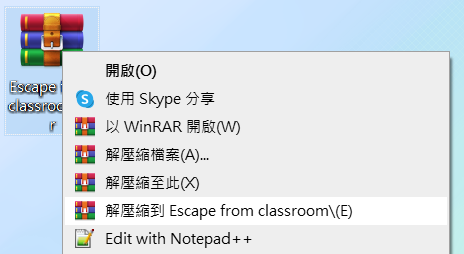 Escape f
classroo
r
開啟(O)
使用 Skype 分享
以 WinRAR 開啟(W)
解壓縮檔案(A)...
解壓縮至此(X)
解壓縮到 Escape from classroom\(E)
Edit with Notepad++